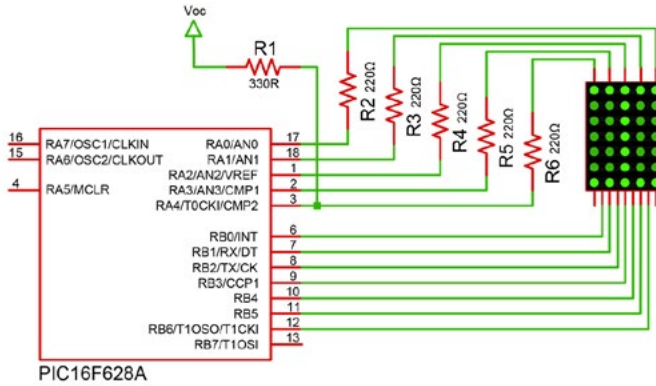 Vcc
R1
330R
R2 220Ω
R3 220Ω
R4 220Ω
R5 220Ω
R6 220Ω
16 RA7/OSC1/CLKIN
15 RA6/OSC2/CLKOUT
4 RA5/MCLR
RA0/AN0 17
RA1/AN1 18
RA2/AN2/VREF 1
RA3/AN3/CMP1 2
RA4/T0CKI/CMP2 3
RB0/INT 6
RB1/RX/DT 7
RB2/TX/CK 8
RB3/CCP1 9
RB4 10
RB5 11
RB6/T1OSO/T1CKI 12
RB7/T1OSI 13
PIC16F628A